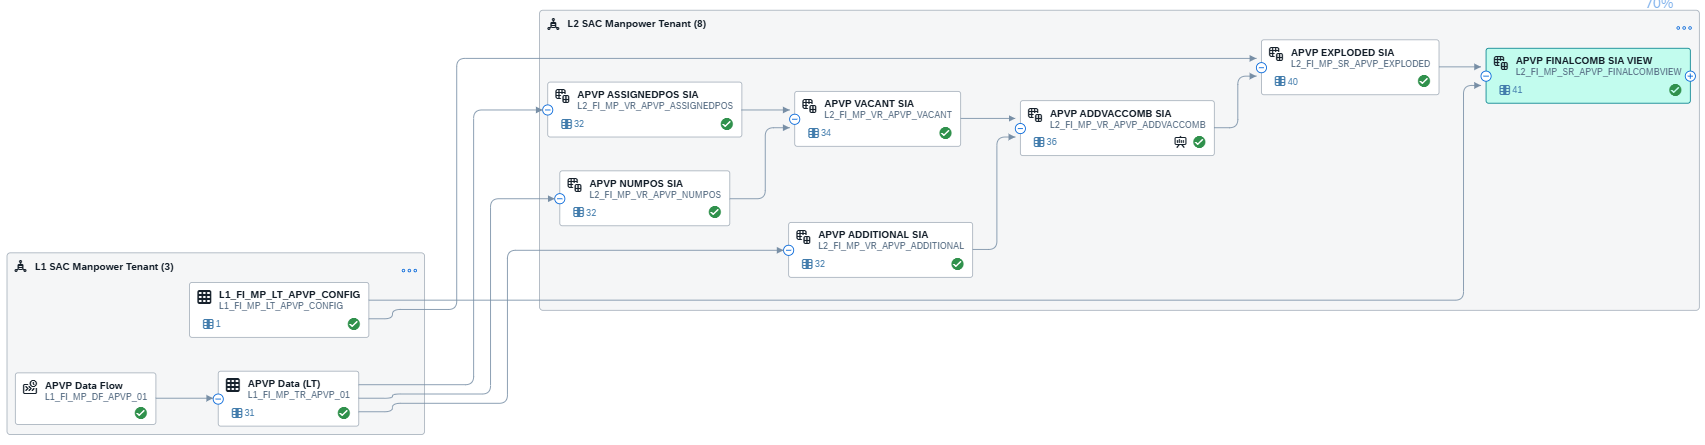 70%
L2 SAC Manpower Tenant (8)
APVP EXPLODED SIA
L2_FI_MP_SR_APVP_EXPLODED
40
APVP FINALCOMB SIA VIEW
L2_FI_MP_SR_APVP_FINALCOMBVIEW
41
APVP ASSIGNEDPOS SIA
L2_FI_MP_VR_APVP_ASSIGNEDPOS
32
APVP VACANT SIA
L2_FI_MP_VR_APVP_VACANT
34
APVP ADDVACCOMB SIA
L2_FI_MP_VR_APVP_ADDVACCOMB
36
APVP NUMPOS SIA
L2_FI_MP_VR_APVP_NUMPOS
32
APVP ADDITIONAL SIA
L2_FI_MP_VR_APVP_ADDITIONAL
32
L1 SAC Manpower Tenant (3)
L1_FI_MP_LT_APVP_CONFIG
L1_FI_MP_LT_APVP_CONFIG
1
APVP Data Flow
L1_FI_MP_DF_APVP_01
APVP Data (LT)
L1_FI_MP_TR_APVP_01
31